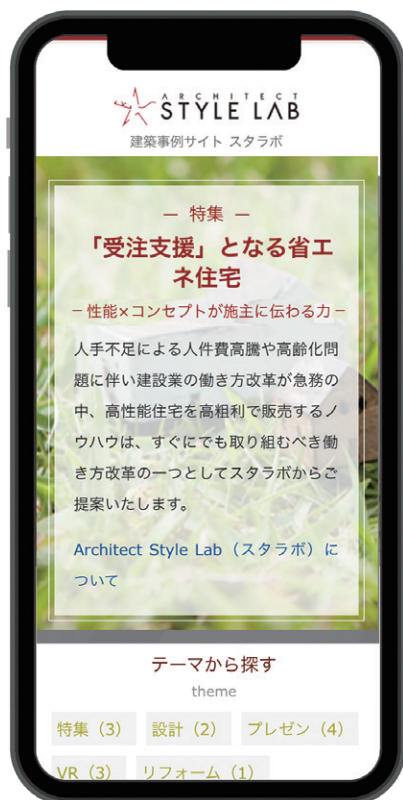 ARCHITECT
STYLE LAB
建築事例サイト スタラボ
— 特集 —
「受注支援」となる省エ
ネ住宅
－性能×コンセプトが施主に伝わる力－
人手不足による人件費高騰や高齢化問
題に伴い建設業の働き方改革が急務の
中、高性能住宅を高粗利で販売するノ
ウハウは、すぐにでも取り組むべき働
き方改革の一つとしてスタラボからご
提案いたします。
Architect Style Lab（スタラボ）に
ついて
テーマから探す
theme
特集（3） 設計（2） プレゼン（4）
VR（3） リフォーム（1）